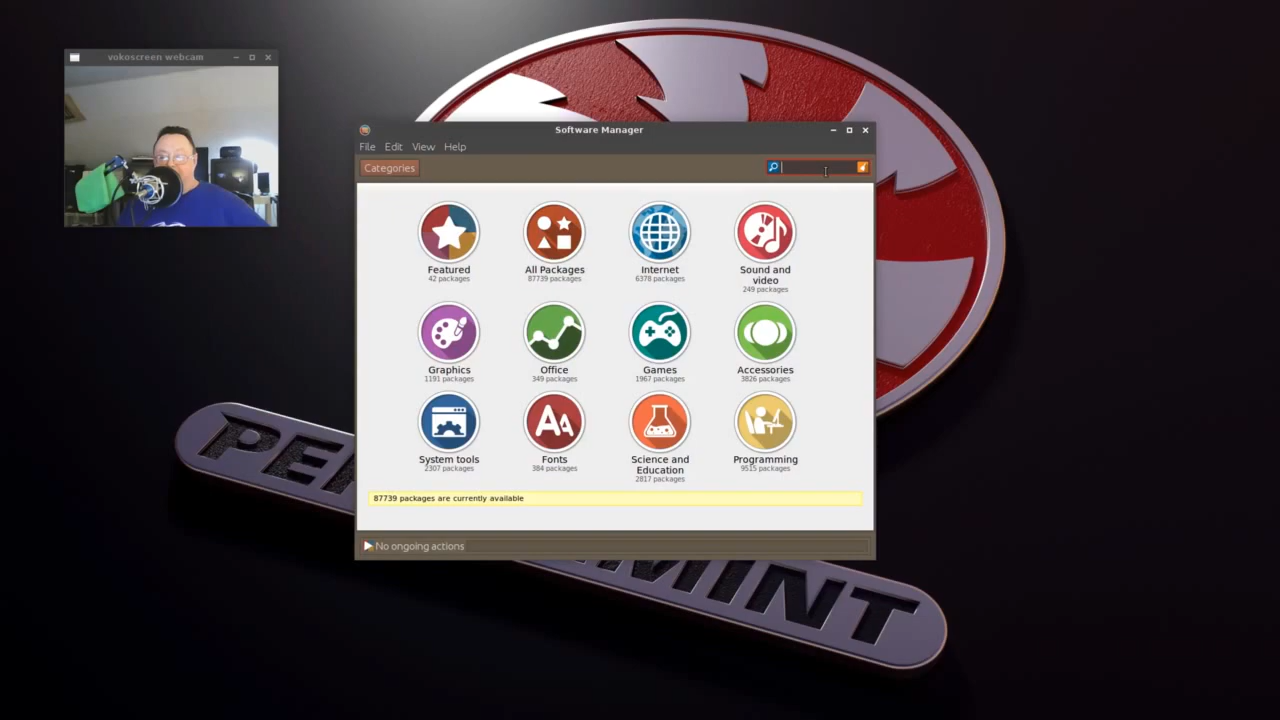 vokoscreen webcam
Software Manager
File Edit View Help
Categories
Featured
42 packages
All Packages
87739 packages
Internet
6378 packages
Sound and
video
249 packages
Graphics
1191 packages
Office
349 packages
Games
1967 packages
Accessories
3826 packages
System tools
2307 packages
Fonts
384 packages
Science and
Education
2817 packages
Programming
9515 packages
87739 packages are currently available
No ongoing actions